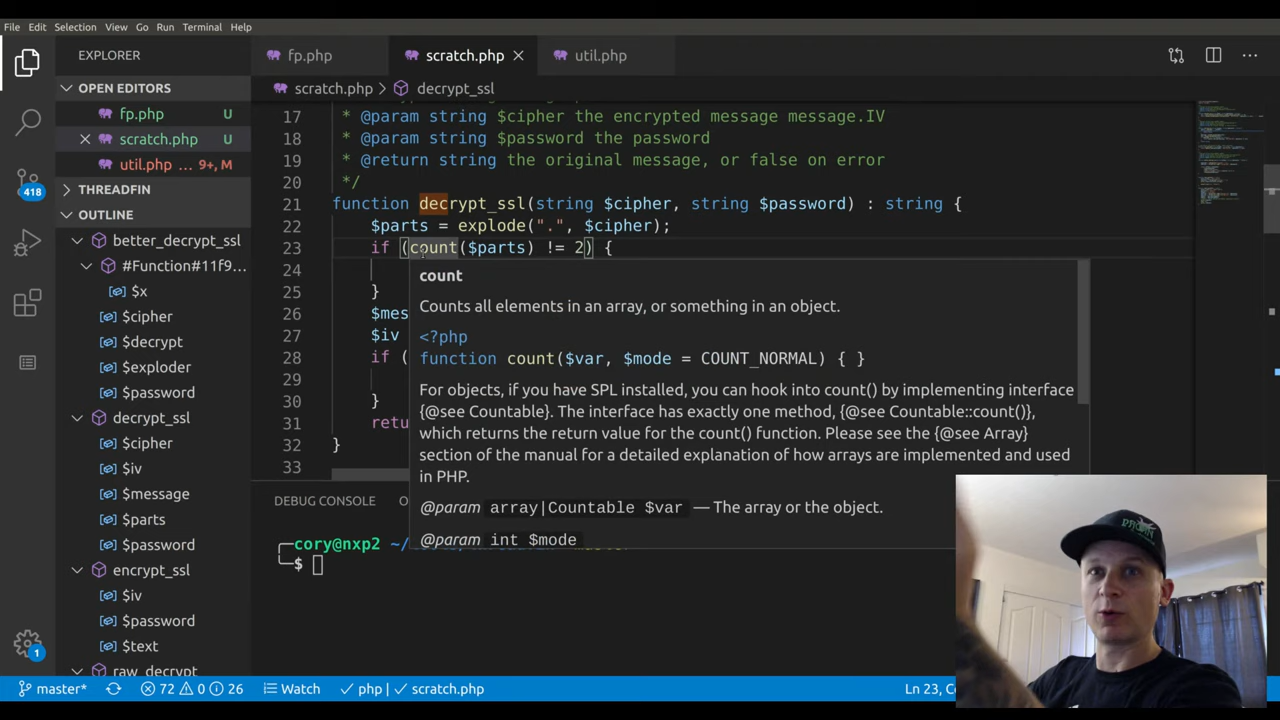 File Edit Selection View Go Run Terminal Help
EXPLORER
fp.php
scratch.php
util.php
OPEN EDITORS
fp.php U
scratch.php U
util.php ... 9+, M
THREADFIN
OUTLINE
better_decrypt_ssl
#Function#11f9...
$x
$cipher
$decrypt
$exploder
$password
decrypt_ssl
$cipher
$iv
$message
$parts
$password
encrypt_ssl
$iv
$password
$text
raw_decrypt
418
1
scratch.php > decrypt_ssl
17 * @param string $cipher the encrypted message message.IV
18 * @param string $password the password
19 * @return string the original message, or false on error
20 */
21 function decrypt_ssl(string $cipher, string $password) : string {
22 $parts = explode(".", $cipher);
23 if (count($parts) != 2) {
24
25 }
26 $mes
27 $iv
28 if (
29
30 }
31 retu
32 }
33
count
Counts all elements in an array, or something in an object.
<?php
function count($var, $mode = COUNT_NORMAL) { }
For objects, if you have SPL installed, you can hook into count() by implementing interface
{@see Countable}. The interface has exactly one method, {@see Countable::count()},
which returns the return value for the count() function. Please see the {@see Array}
section of the manual for a detailed explanation of how arrays are implemented and used
in PHP.
@param array|Countable $var — The array or the object.
@param int $mode
DEBUG CONSOLE O
cory@nxp2 ~/
$
master* 72 0 26 Watch php | scratch.php Ln 23, C